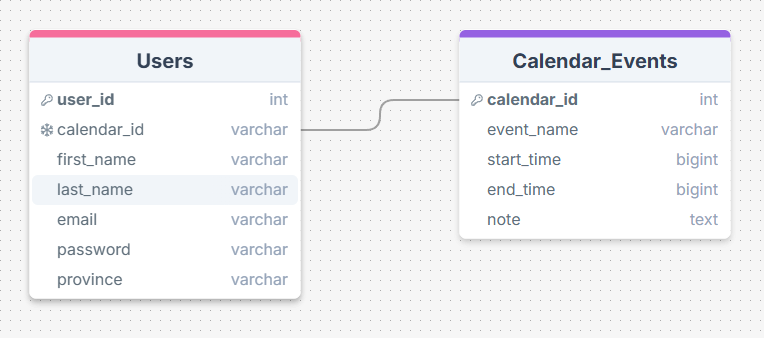 Users
user_id int
calendar_id varchar
first_name varchar
last_name varchar
email varchar
password varchar
province varchar
Calendar_Events
calendar_id int
event_name varchar
start_time bigint
end_time bigint
note text